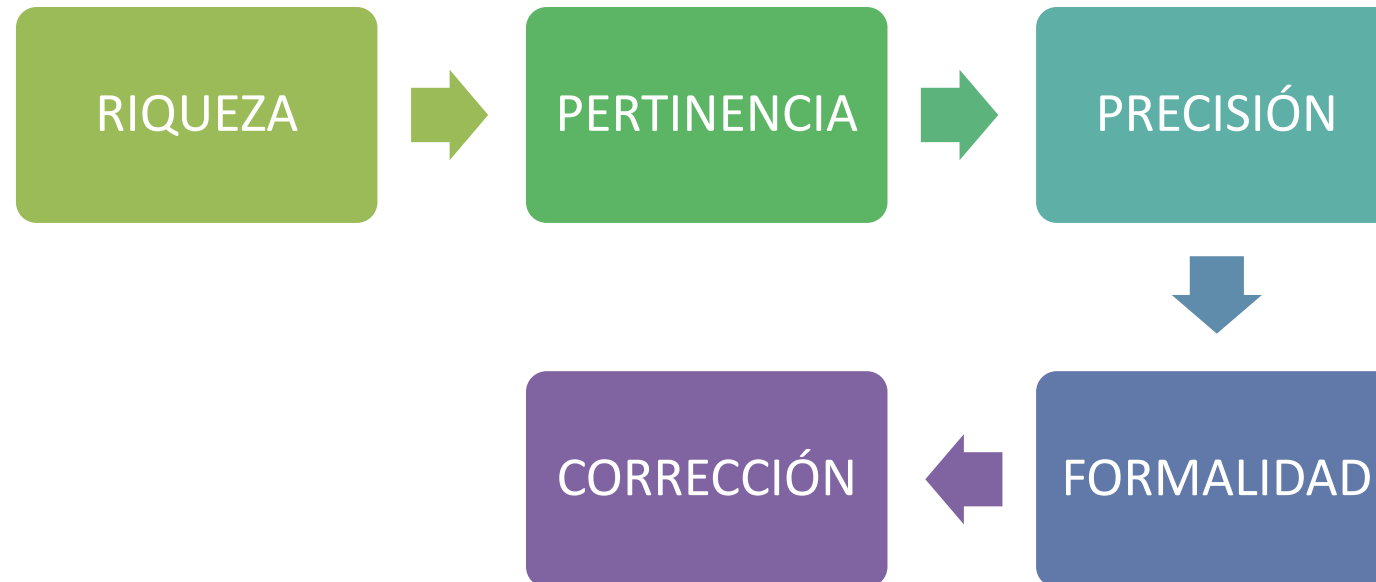 RIQUEZA
PERTINENCIA
PRECISIÓN
FORMALIDAD
CORRECCIÓN